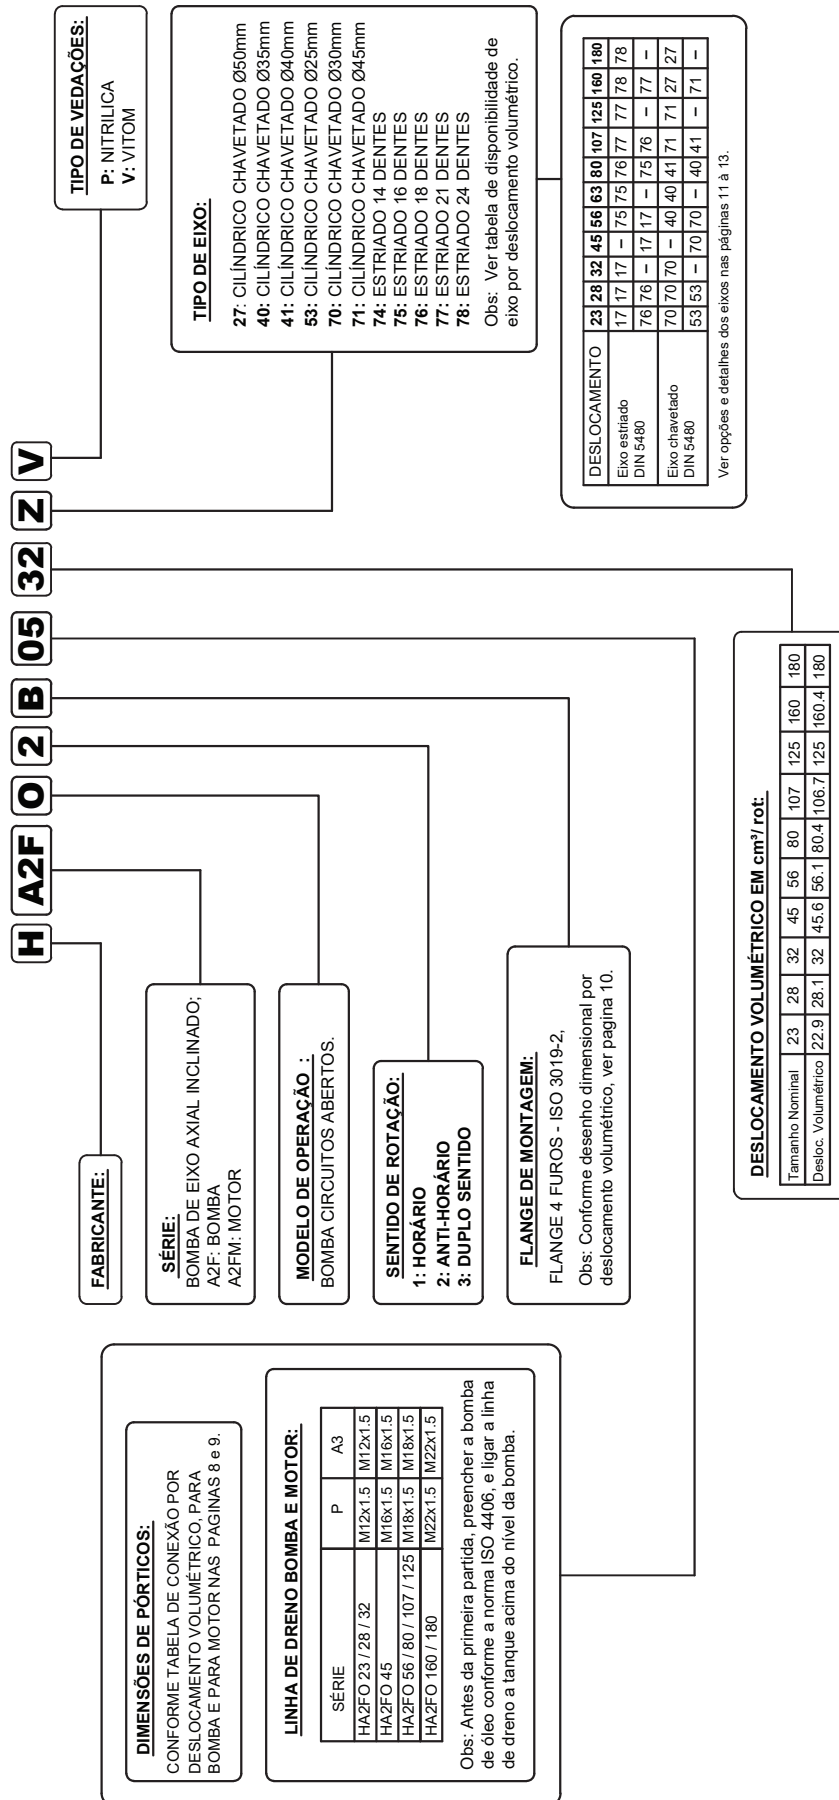 H A2F O 2 B 05 32 Z V
FABRICANTE:
SÉRIE:
BOMBA DE EIXO AXIAL INCLINADO;
A2F: BOMBA
A2FM: MOTOR
MODELO DE OPERAÇÃO :
BOMBA CIRCUITOS ABERTOS.
SENTIDO DE ROTAÇÃO:
1: HORÁRIO
2: ANTI-HORÁRIO
3: DUPLO SENTIDO
FLANGE DE MONTAGEM:
FLANGE 4 FUROS - ISO 3019-2,
Obs: Conforme desenho dimensional por
deslocamento volumétrico, ver pagina 10.
DIMENSÕES DE PÓRTICOS:
CONFORME TABELA DE CONEXÃO POR
DESLOCAMENTO VOLUMÉTRICO, PARA
BOMBA E PARA MOTOR NAS PAGINAS 8 e 9.
LINHA DE DRENO BOMBA E MOTOR:
SÉRIE P A3
HA2FO 23 / 28 / 32 M12x1.5 M12x1.5
HA2FO 45 M16x1.5 M16x1.5
HA2FO 56 / 80 / 107 / 125 M18x1.5 M18x1.5
HA2FO 160 / 180 M22x1.5 M22x1.5
Obs: Antes da primeira partida, preencher a bomba
de óleo conforme a norma ISO 4406, e ligar a linha
de dreno a tanque acima do nível da bomba.
DESLOCAMENTO VOLUMÉTRICO EM cm³/ rot:
Tamanho Nominal 23 28 32 45 56 80 107 125 160 180
Desloc. Volumétrico 22.9 28.1 32 45.6 56.1 80.4 106.7 125 160.4 180
TIPO DE EIXO:
27: CILÍNDRICO CHAVETADO Ø50mm
40: CILÍNDRICO CHAVETADO Ø35mm
41: CILÍNDRICO CHAVETADO Ø40mm
53: CILÍNDRICO CHAVETADO Ø25mm
70: CILÍNDRICO CHAVETADO Ø30mm
71: CILÍNDRICO CHAVETADO Ø45mm
74: ESTRIADO 14 DENTES
75: ESTRIADO 16 DENTES
76: ESTRIADO 18 DENTES
77: ESTRIADO 21 DENTES
78: ESTRIADO 24 DENTES
Obs: Ver tabela de disponibilidade de
eixo por deslocamento volumétrico.
DESLOCAMENTO 23 28 32 45 56 63 80 107 125 160 180
Eixo estriado 17 17 17 – 75 75 76 77 77 78 78
DIN 5480 76 76 – 17 17 – 75 76 – 77 –
Eixo chavetado 70 70 70 – 40 40 41 71 71 27 27
DIN 5480 53 53 – 70 70 – 40 41 – 71 –
Ver opções e detalhes dos eixos nas páginas 11 à 13.
TIPO DE VEDAÇÕES:
P: NITRILICA
V: VITOM